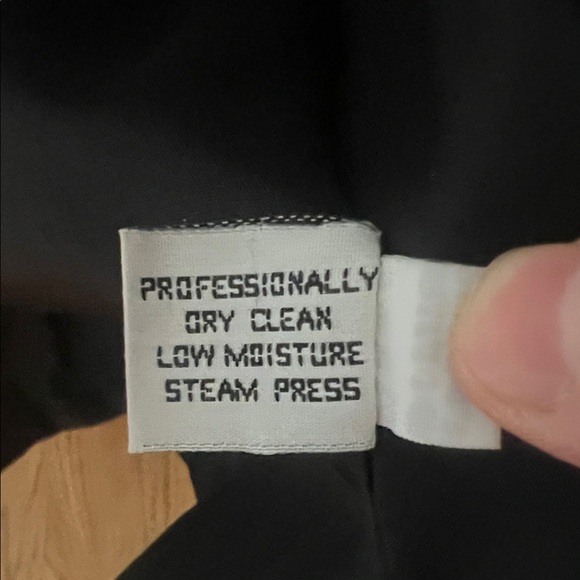 PROFESSIONALLY
DRY CLEAN
LOW MOISTURE
STEAM PRESS